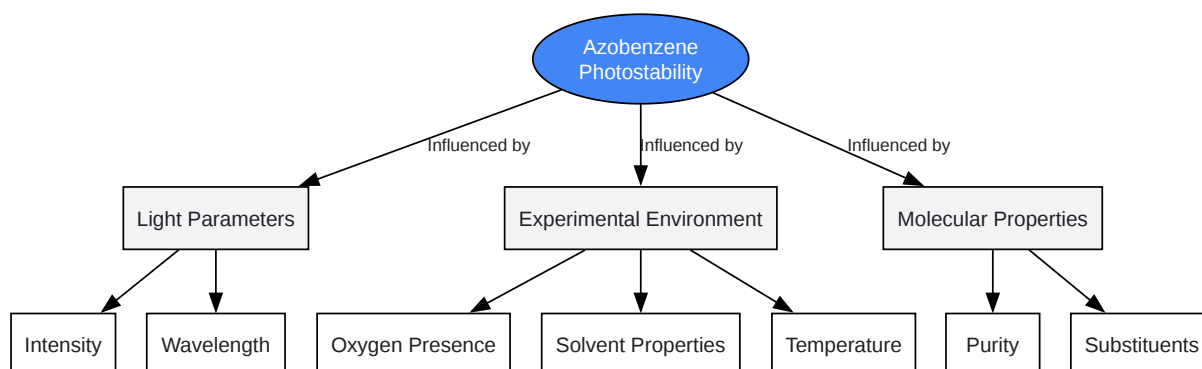 Azobenzene
Photostability
Influenced by
Influenced by
Influenced by
Light Parameters
Experimental Environment
Molecular Properties
Intensity
Wavelength
Oxygen Presence
Solvent Properties
Temperature
Purity
Substituents